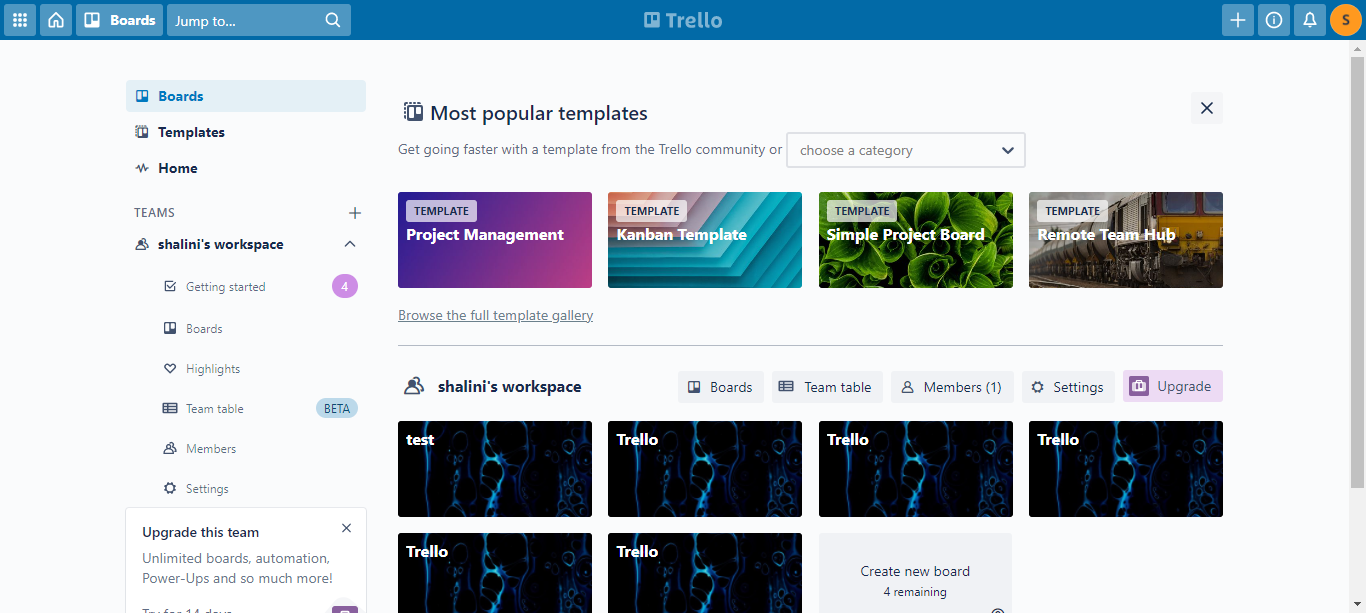 Boards
Jump to...
Trello
S
Boards
Templates
Home
TEAMS
shalini's workspace
Getting started
4
Boards
Highlights
Team table
BETA
Members
Settings
Upgrade this team
Unlimited boards, automation,
Power-Ups and so much more!
Try for 14 days
Most popular templates
Get going faster with a template from the Trello community or
choose a category
TEMPLATE
Project Management
TEMPLATE
Kanban Template
TEMPLATE
Simple Project Board
TEMPLATE
Remote Team Hub
Browse the full template gallery
shalini's workspace
Boards
Team table
Members (1)
Settings
Upgrade
test
Trello
Trello
Trello
Trello
Trello
Create new board
4 remaining